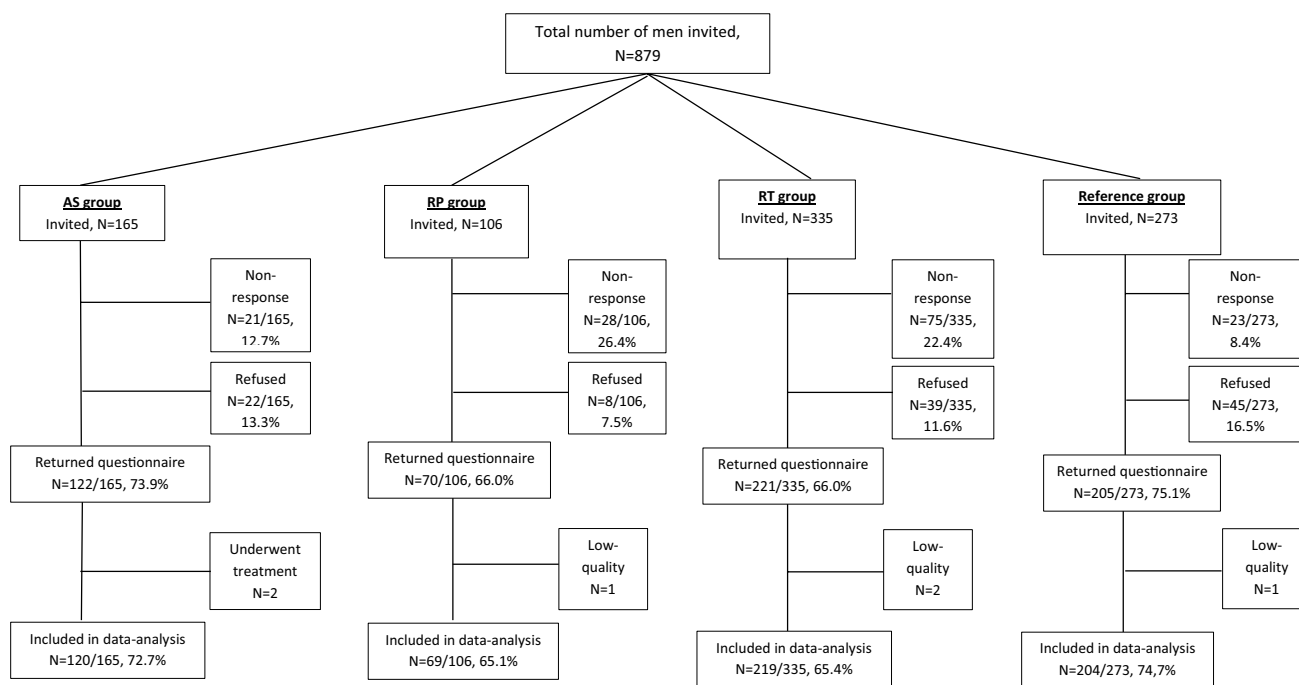 Total number of men invited,
N=879
AS group
Invited, N=165
RP group
Invited, N=106
RT group
Invited, N=335
Reference group
Invited, N=273
Non-
response
N=21/165,
12.7%
Non-
response
N=28/106,
26.4%
Non-
response
N=75/335,
22.4%
Non-
response
N=23/273,
8.4%
Refused
N=22/165,
13.3%
Refused
N=8/106,
7.5%
Refused
N=39/335,
11.6%
Refused
N=45/273,
16.5%
Returned questionnaire
N=122/165, 73.9%
Returned questionnaire
N=70/106, 66.0%
Returned questionnaire
N=221/335, 66.0%
Returned questionnaire
N=205/273, 75.1%
Underwent
treatment
N=2
Low-
quality
N=1
Low-
quality
N=2
Low-
quality
N=1
Included in data-analysis
N=120/165, 72.7%
Included in data-analysis
N=69/106, 65.1%
Included in data-analysis
N=219/335, 65.4%
Included in data-analysis
N=204/273, 74,7%